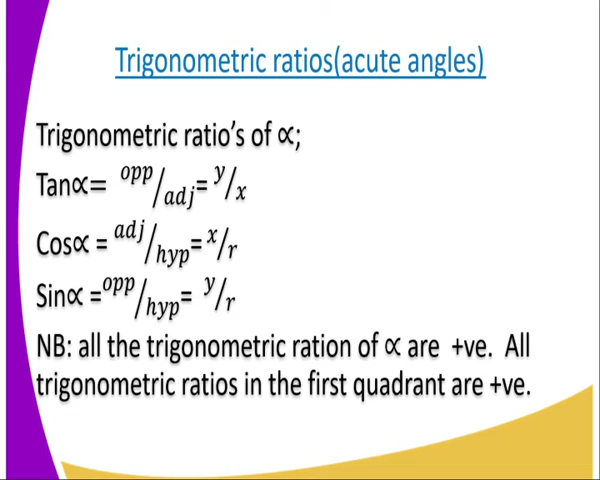 Trigonometric ratios(acute angles)
Trigonometric ratio's of ∝;
Tan∝= opp/adj= y/x
Cos∝ = adj/hyp= x/r
Sin∝ =opp/hyp= y/r
NB: all the trigonometric ration of ∝ are +ve. All
trigonometric ratios in the first quadrant are +ve.